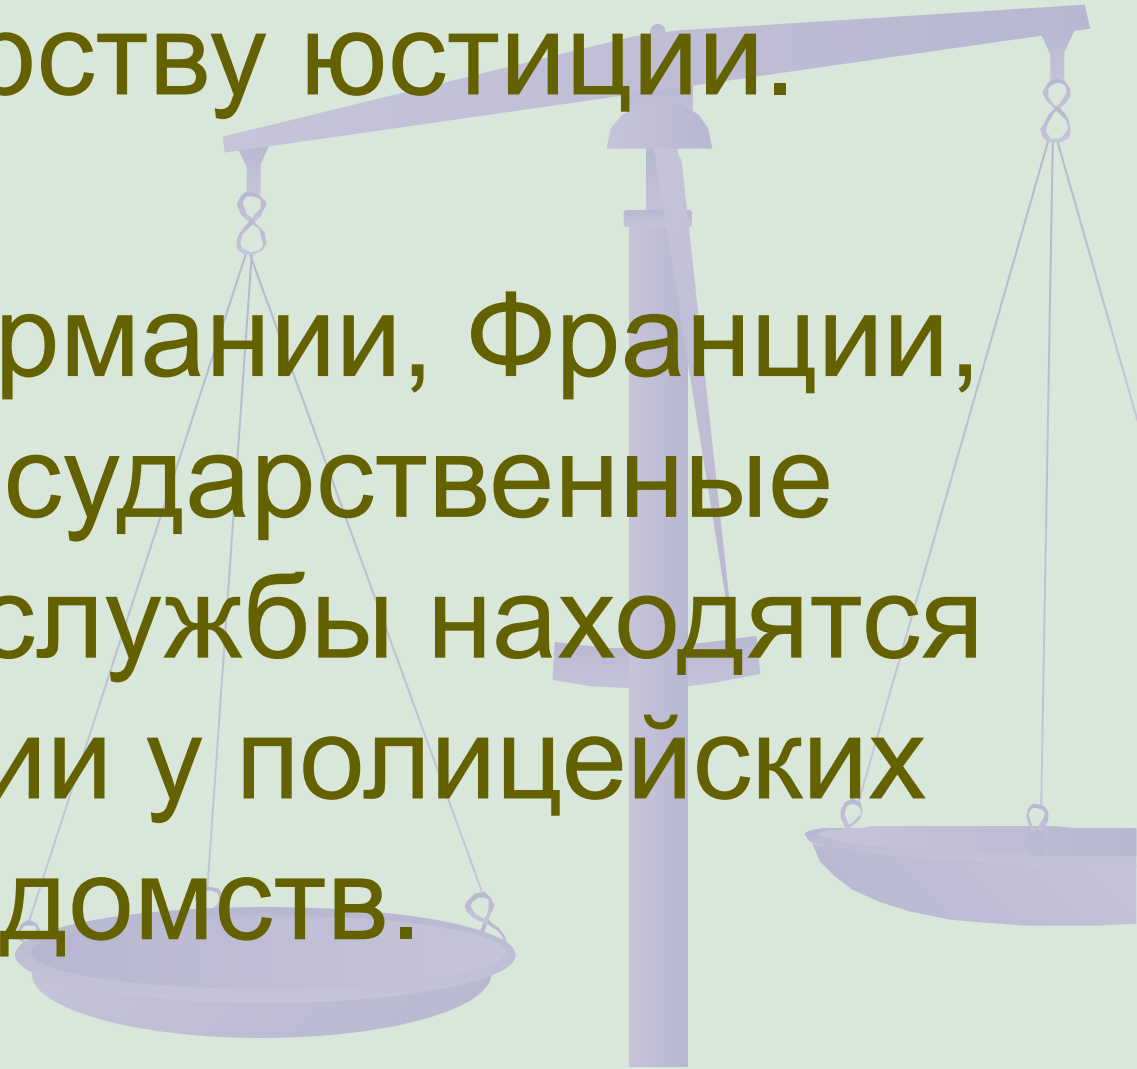 рству юстиции.
рмании, Франции,
сударственные
службы находятся
ии у полицейских
домств.